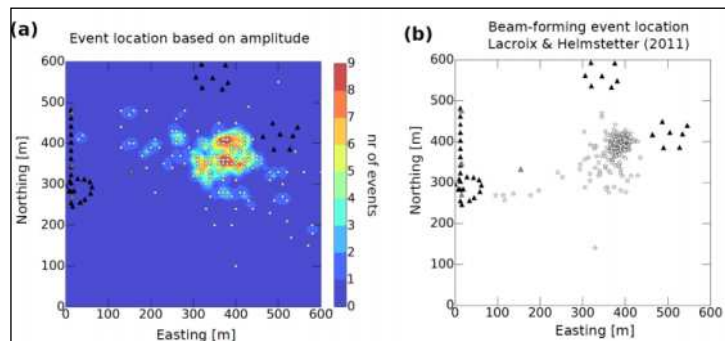 (a)
Event location based on amplitude
600
500
400
300
200
100
0
Northing [m]
0 100 200 300 400 500 600
Easting [m]
9
8
7
6
5
4
3
2
1
0
nr of events
(b)
Beam-forming event location
Lacroix & Helmstetter (2011)
600
500
400
300
200
100
0
Northing [m]
0 100 200 300 400 500 600
Easting [m]